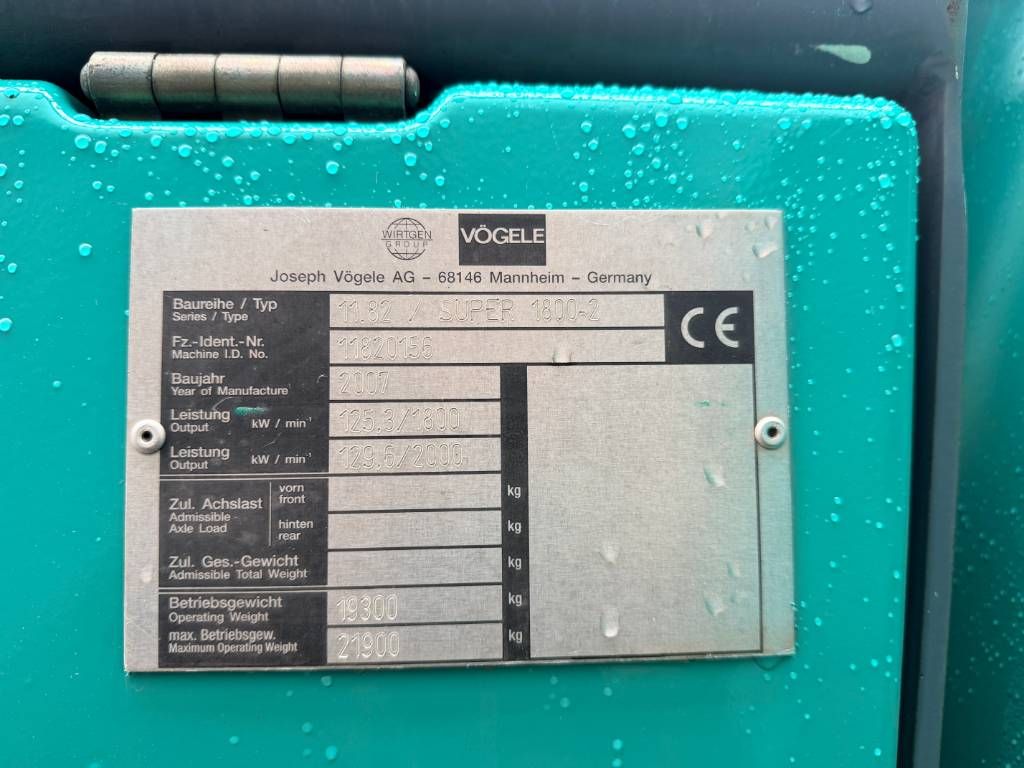 WIRTGEN
GROUP
VÖGELE
Joseph Vögele AG – 68146 Mannheim – Germany
Baureihe / Typ
Series / Type
11.82 / SUPER 1800-2
CE
Fz.-Ident.-Nr.
Machine I.D. No.
11820156
Baujahr
Year of Manufacture
2007
Leistung
Output
kW / min⁻¹
125,3/1800
Leistung
Output
kW / min⁻¹
129,6/2000
Zul. Achslast
Admissible
Axle Load
vorn
front
kg
hinten
rear
kg
Zul. Ges.-Gewicht
Admissible Total Weight
kg
Betriebsgewicht
Operating Weight
19300
kg
max. Betriebsgew.
Maximum Operating Weight
21900
kg